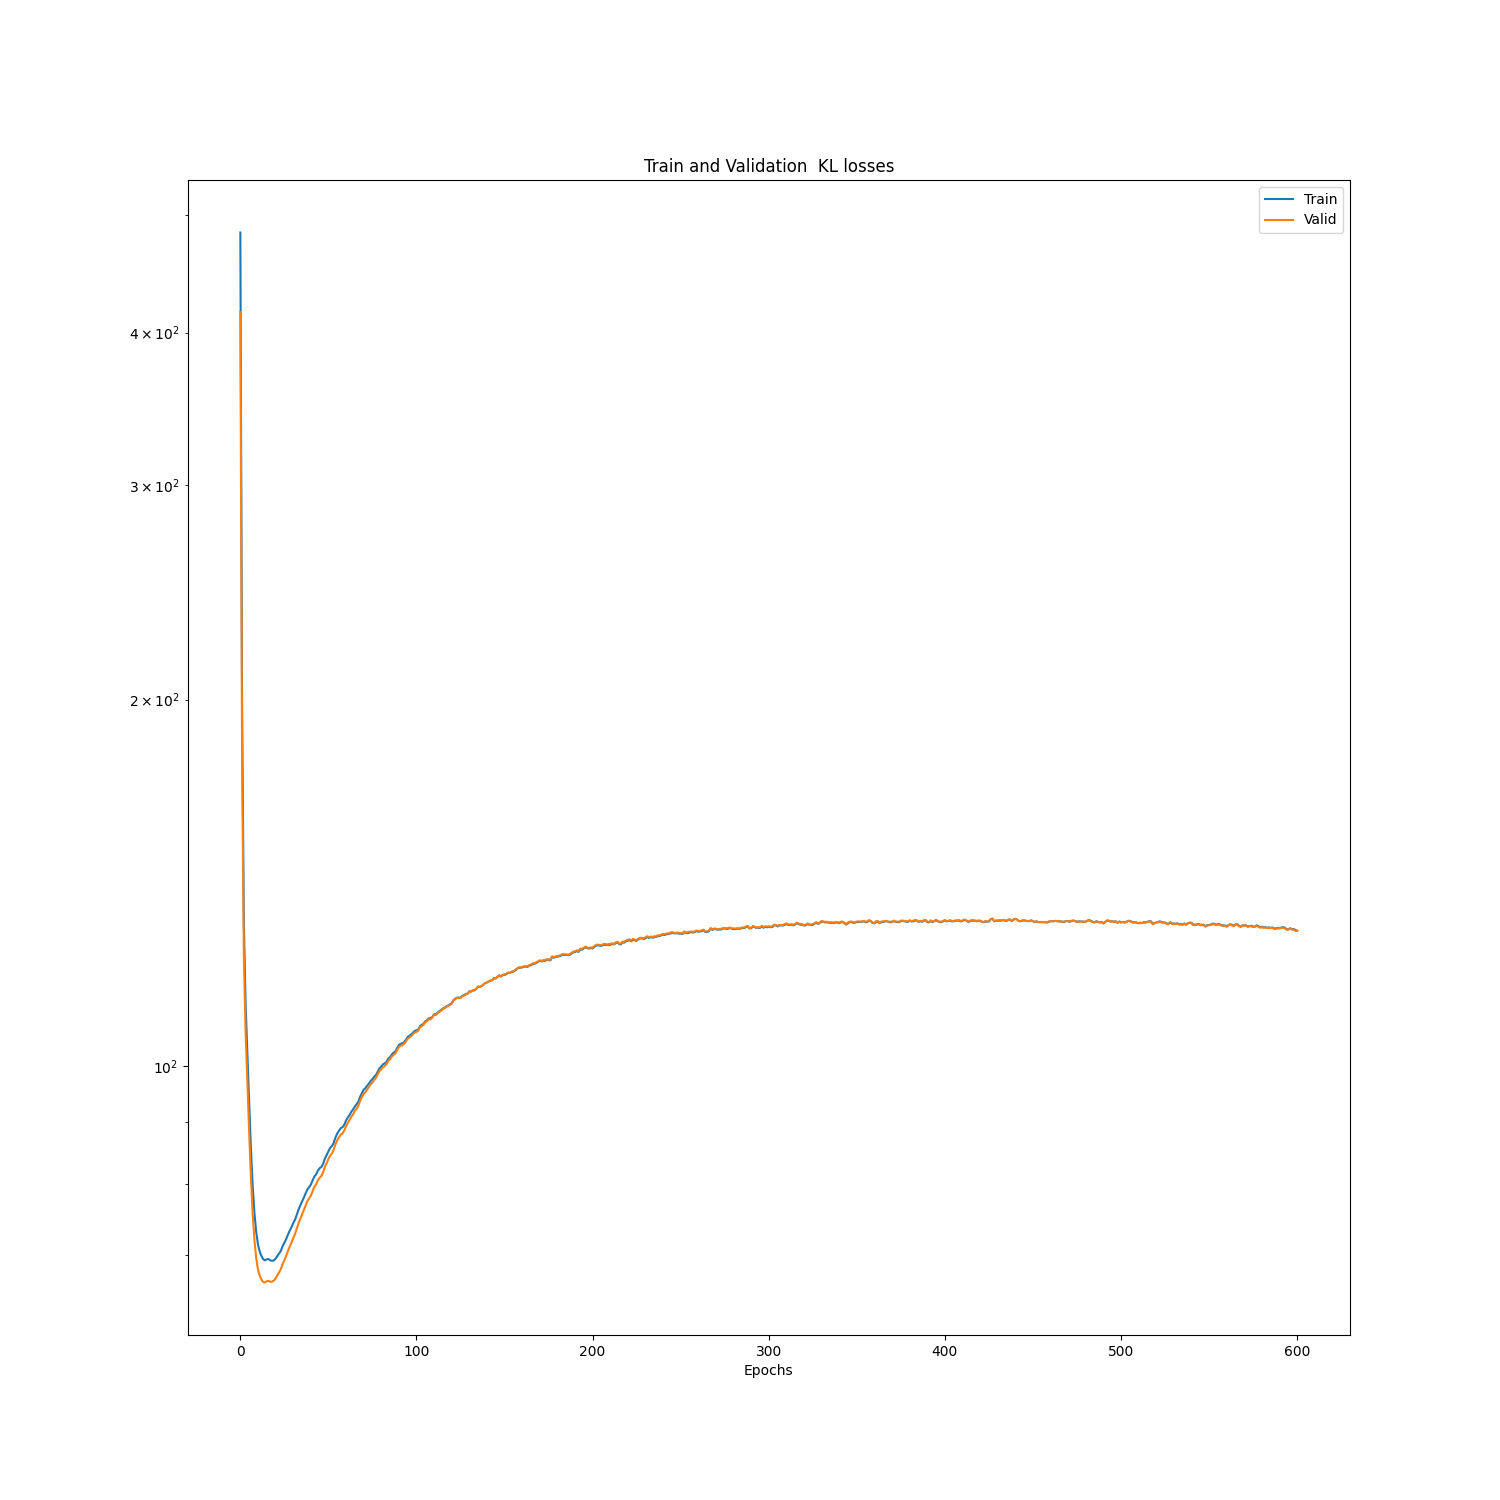 Train and Validation  KL losses
Train
Valid
4 × 10²
3 × 10²
2 × 10²
10²
0 100 200 300 400 500 600
Epochs